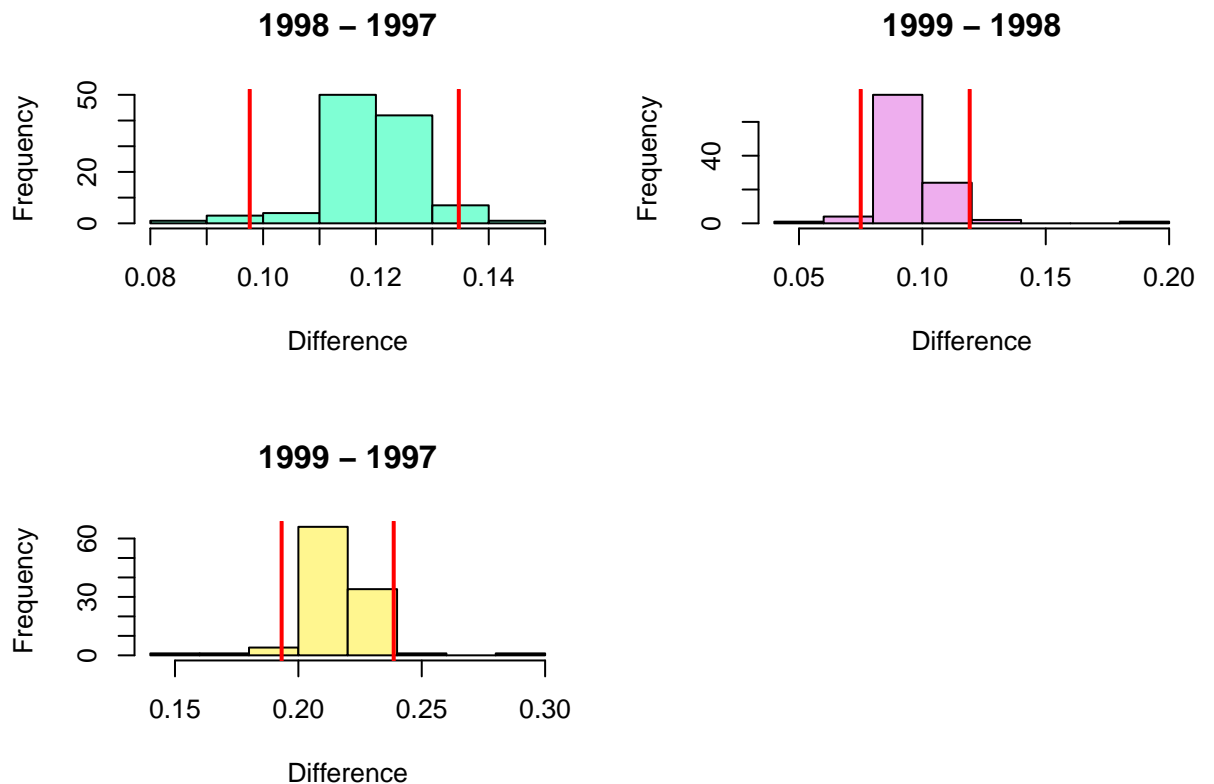 1998 – 1997
Frequency
0 20 50
0.08 0.10 0.12 0.14
Difference
1999 – 1998
Frequency
0 40
0.05 0.10 0.15 0.20
Difference
1999 – 1997
Frequency
0 30 60
0.15 0.20 0.25 0.30
Difference